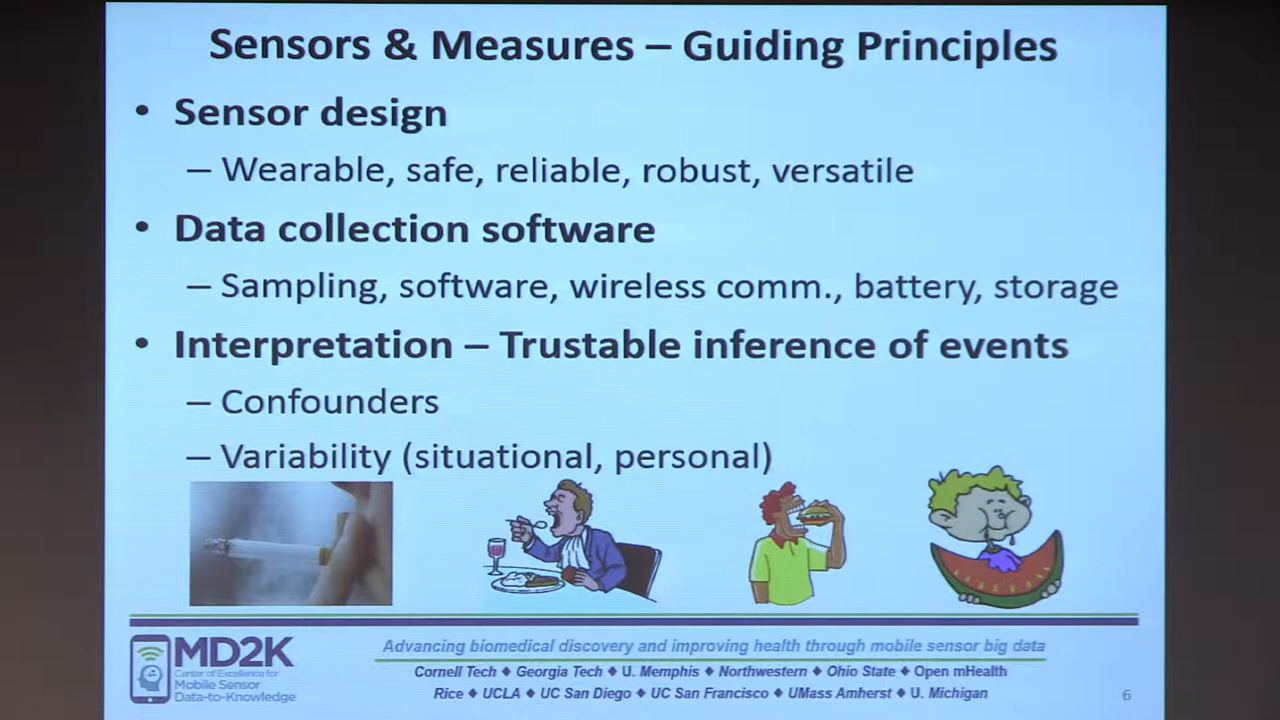 Sensors & Measures – Guiding Principles
• Sensor design
– Wearable, safe, reliable, robust, versatile
• Data collection software
– Sampling, software, wireless comm., battery, storage
• Interpretation – Trustable inference of events
– Confounders
– Variability (situational, personal)
MD2K
Center of Excellence for
Mobile Sensor
Data-to-Knowledge
Advancing biomedical discovery and improving health through mobile sensor big data
Cornell Tech ◆ Georgia Tech ◆ U. Memphis ◆ Northwestern ◆ Ohio State ◆ Open mHealth
Rice ◆ UCLA ◆ UC San Diego ◆ UC San Francisco ◆ UMass Amherst ◆ U. Michigan
6